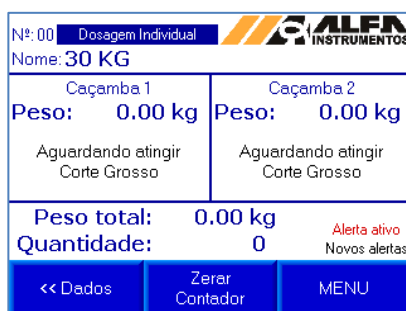 Nº: 00 Dosagem Individual
ALFA
INSTRUMENTOS
Nome: 30 KG
Caçamba 1
Peso: 0.00 kg
Aguardando atingir
Corte Grosso
Caçamba 2
Peso: 0.00 kg
Aguardando atingir
Corte Grosso
Peso total: 0.00 kg
Quantidade: 0
Alerta ativo
Novos alertas
<< Dados
Zerar
Contador
MENU